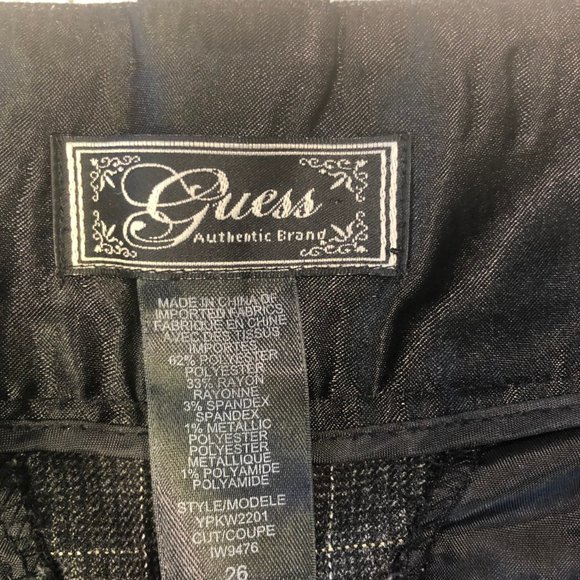 Guess
Authentic Brand
MADE IN CHINA OF
IMPORTED FABRICS
FABRIQUE EN CHINE
AVEC DES TISSUS
IMPORTÉS
62% POLYESTER
POLYESTER
33% RAYON
RAYONNE
3% SPANDEX
SPANDEX
1% METALLIC
POLYESTER
POLYESTER
METALLIQUE
1% POLYAMIDE
POLYAMIDE
STYLE/MODELE
YPKW2201
CUT/COUPE
IW9476
26